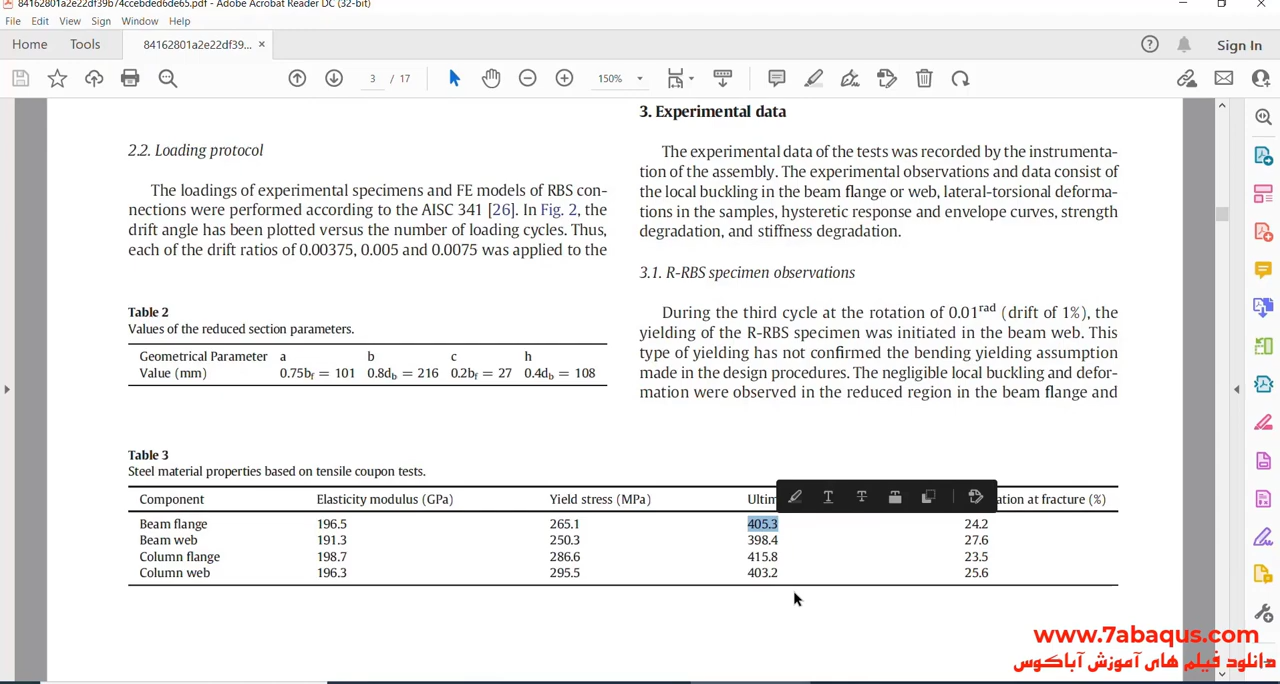 84162801a2e22df39b74ccebded6de65.pdf - Adobe Acrobat Reader DC (32-bit)
File Edit View Sign Window Help
Home Tools 84162801a2e22df39... × Sign In
3 / 17 150%
2.2. Loading protocol
The loadings of experimental specimens and FE models of RBS con-
nections were performed according to the AISC 341 [26]. In Fig. 2, the
drift angle has been plotted versus the number of loading cycles. Thus,
each of the drift ratios of 0.00375, 0.005 and 0.0075 was applied to the
3. Experimental data
The experimental data of the tests was recorded by the instrumenta-
tion of the assembly. The experimental observations and data consist of
the local buckling in the beam flange or web, lateral-torsional deforma-
tions in the samples, hysteretic response and envelope curves, strength
degradation, and stiffness degradation.
3.1. R-RBS specimen observations
During the third cycle at the rotation of 0.01rad (drift of 1%), the
yielding of the R-RBS specimen was initiated in the beam web. This
type of yielding has not confirmed the bending yielding assumption
made in the design procedures. The negligible local buckling and defor-
mation were observed in the reduced region in the beam flange and
Table 2
Values of the reduced section parameters.
Geometrical Parameter a b c h
Value (mm) 0.75bf = 101 0.8db = 216 0.2bf = 27 0.4db = 108
Table 3
Steel material properties based on tensile coupon tests.
Component Elasticity modulus (GPa) Yield stress (MPa) Ultim ation at fracture (%)
Beam flange 196.5 265.1 405.3 24.2
Beam web 191.3 250.3 398.4 27.6
Column flange 198.7 286.6 415.8 23.5
Column web 196.3 295.5 403.2 25.6
www.7abaqus.com
دانلود فیلم های آموزش آباکوس